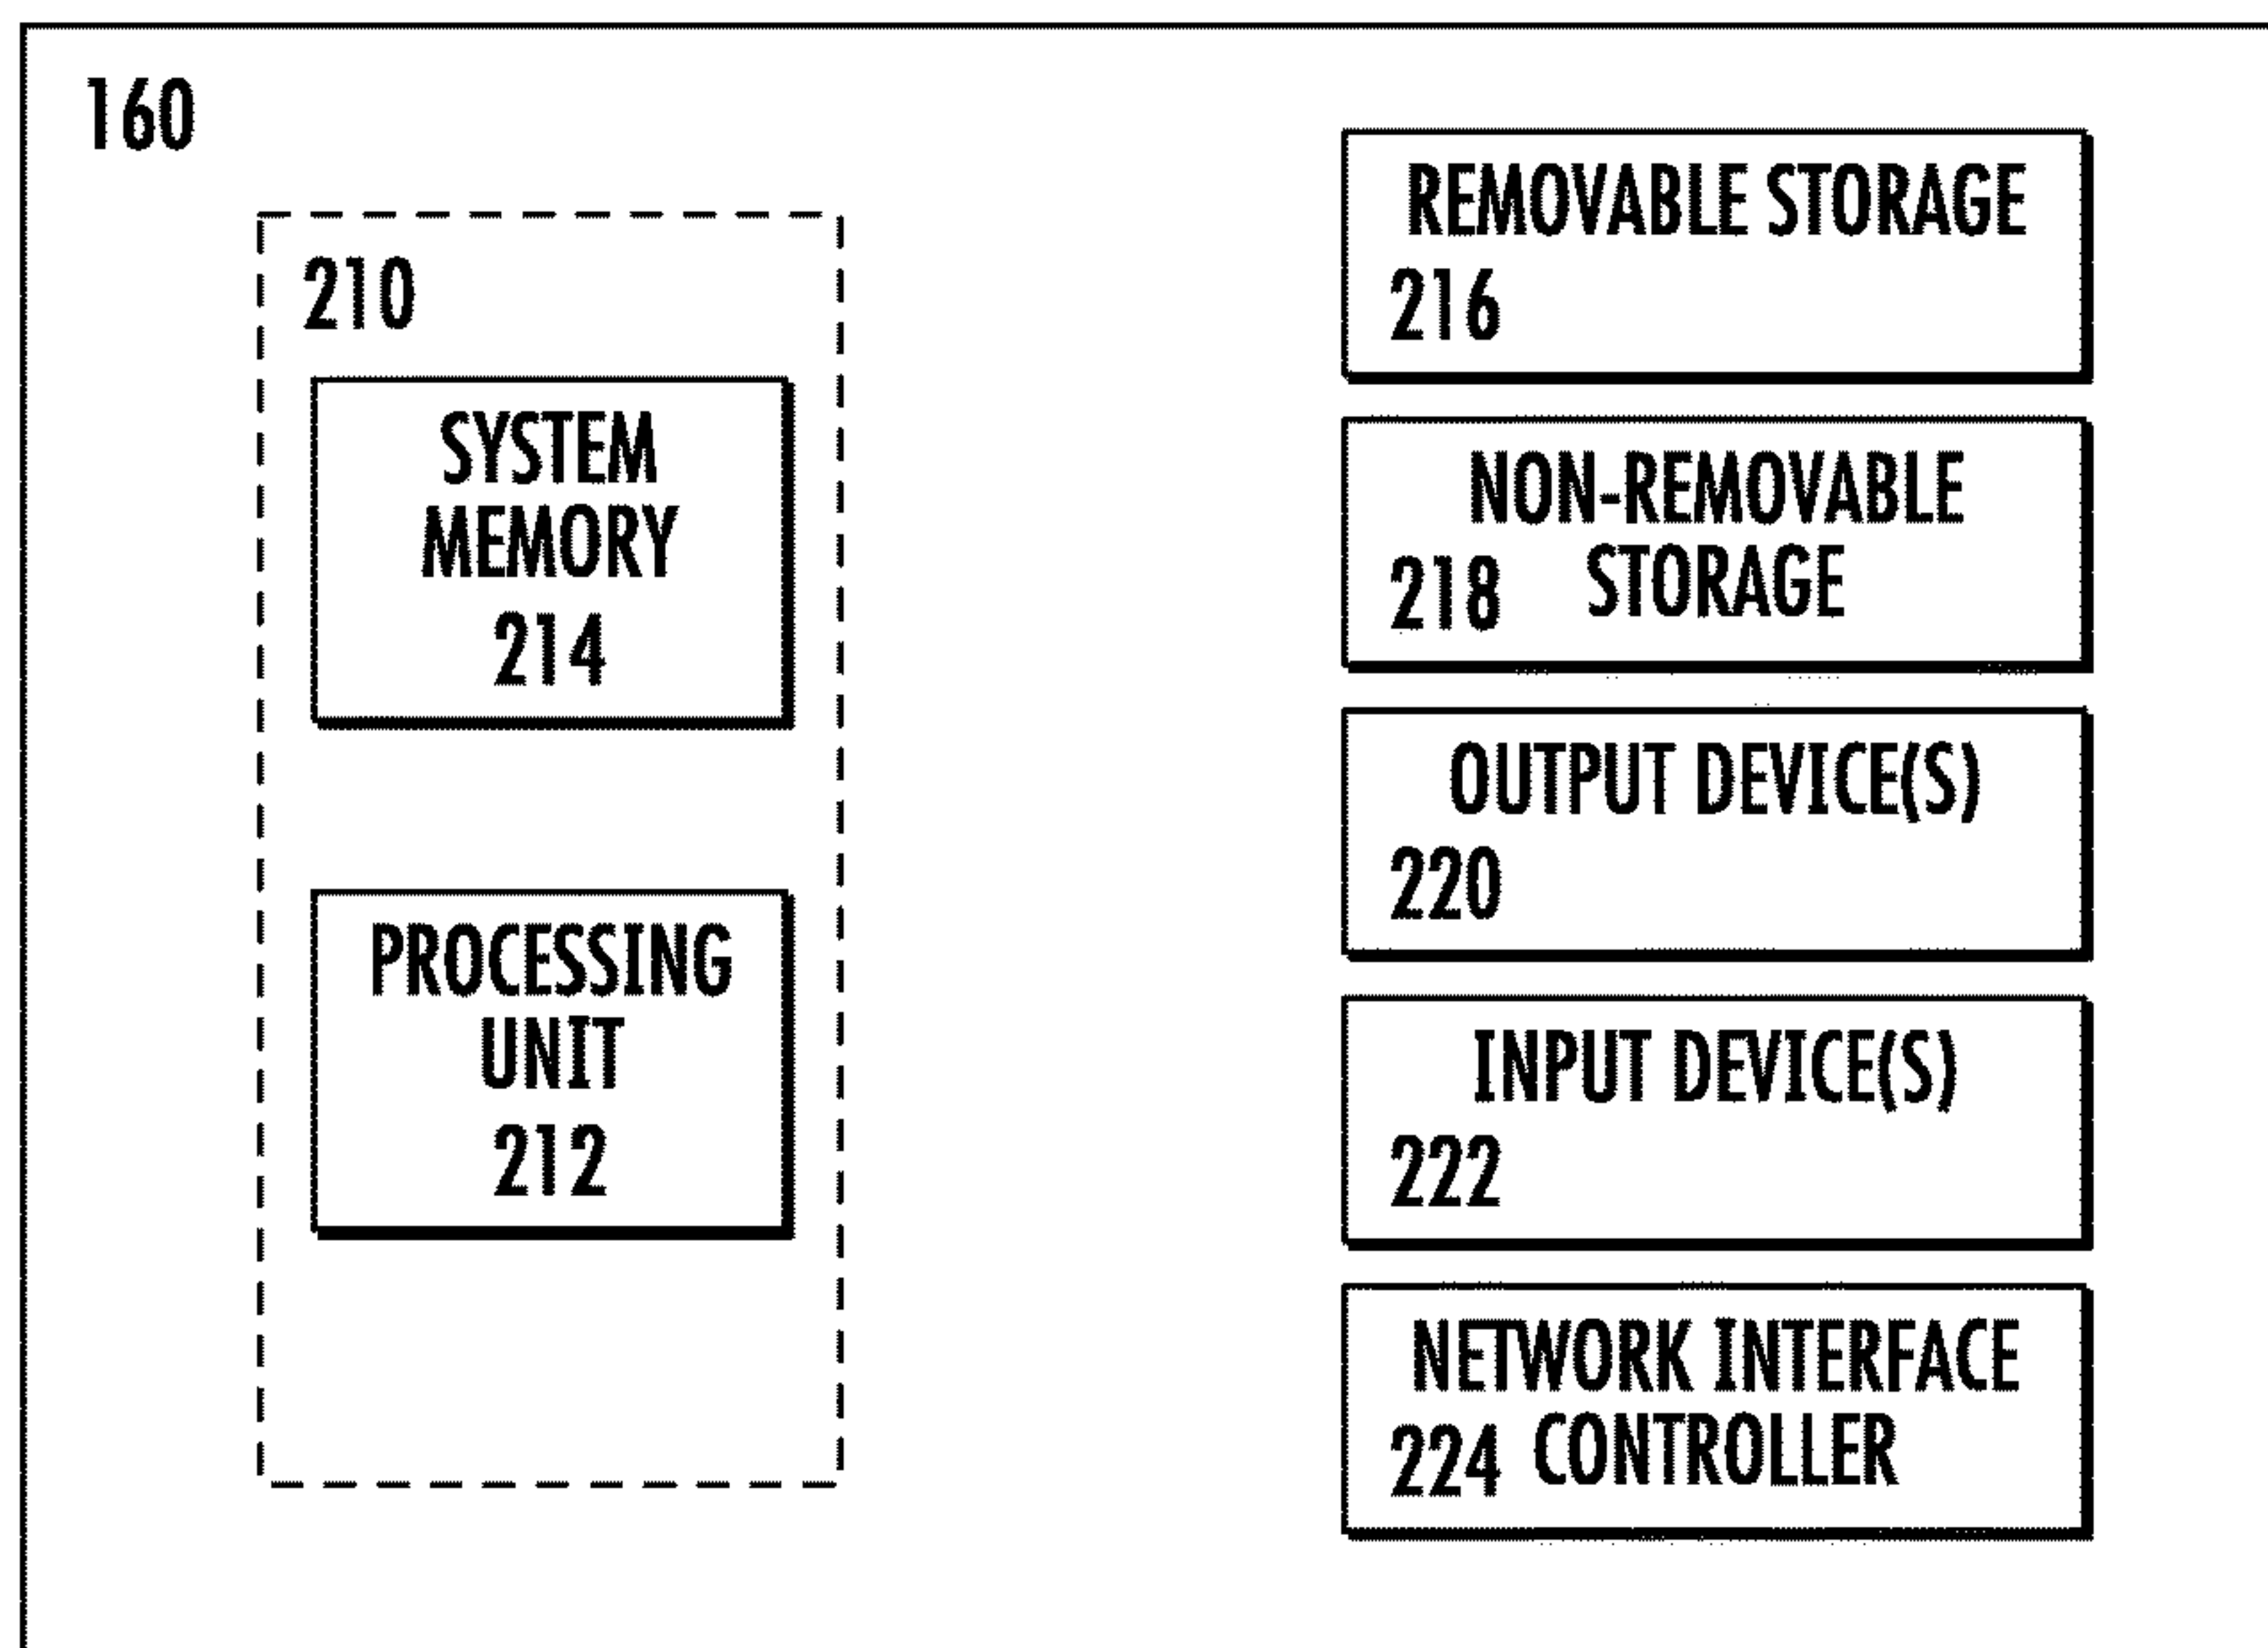 160
210
SYSTEM
MEMORY
214
PROCESSING
UNIT
212
REMOVABLE STORAGE
216
NON-REMOVABLE
218 STORAGE
OUTPUT DEVICE(S)
220
INPUT DEVICE(S)
222
NETWORK INTERFACE
224 CONTROLLER